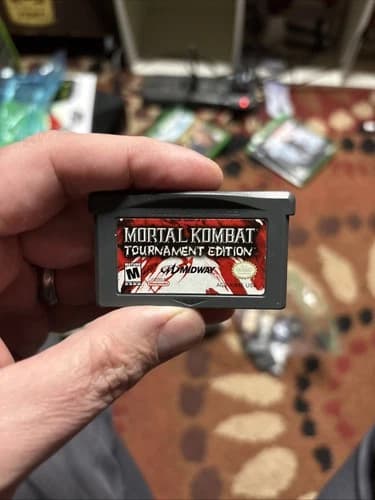 MORTAL KOMBAT
TOURNAMENT EDITION
M
MIDWAY